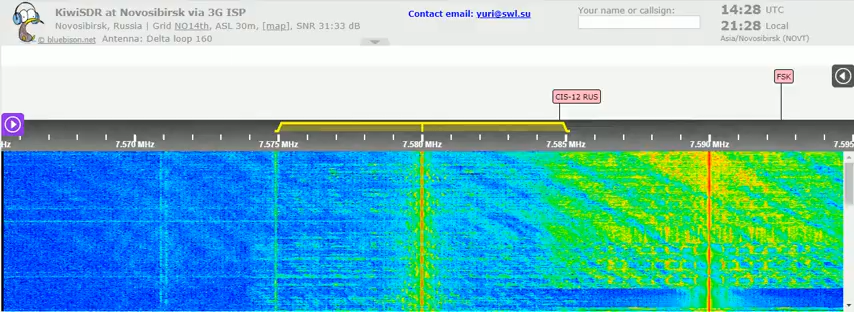 KiwiSDR at Novosibirsk via 3G ISP
Novosibirsk, Russia | Grid NO14th, ASL 30m, [map], SNR 31:33 dB
© bluebison.net Antenna: Delta loop 160
Contact email: yuri@swl.su
Your name or callsign:
14:28 UTC
21:28 Local
Asia/Novosibirsk (NOVT)
FSK
CIS-12 RUS
Hz 7.570 MHz 7.575 MHz 7.580 MHz 7.585 MHz 7.590 MHz 7.595